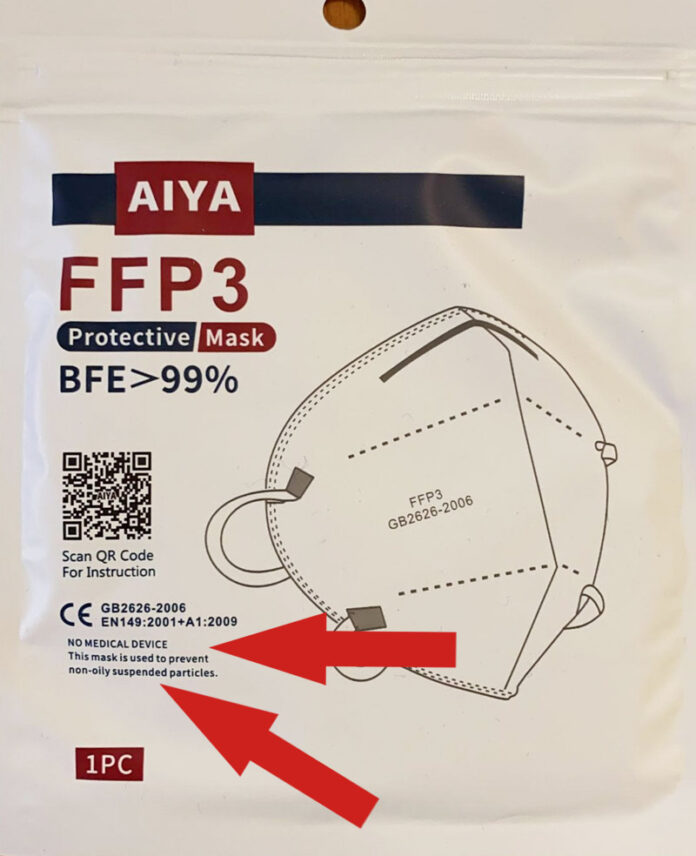 AIYA
FFP3
Protective Mask
BFE>99%
AIYA
Scan QR Code
For Instruction
FFP3
GB2626-2006
CE GB2626-2006
EN149:2001+A1:2009
NO MEDICAL DEVICE
This mask is used to prevent
non-oily suspended particles.
1PC